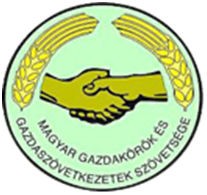 MAGYAR GAZDAKÖRÖK ÉS
GAZDASZÖVETKEZETEK SZÖVETSÉGE